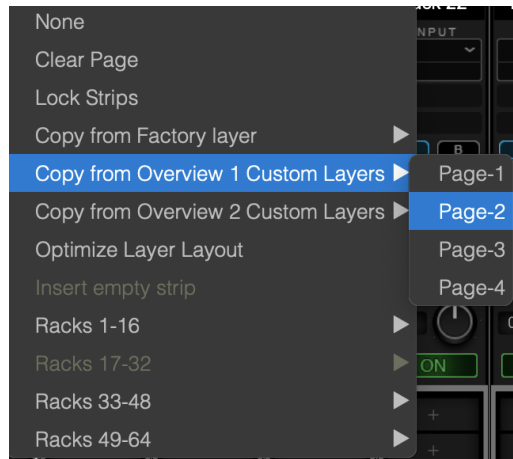 None
INPUT
Clear Page
Lock Strips
Copy from Factory layer
B
Copy from Overview 1 Custom Layers
Page-1
Copy from Overview 2 Custom Layers
Page-2
Optimize Layer Layout
Page-3
Insert empty strip
Page-4
Racks 1-16
Racks 17-32
ON
Racks 33-48
Racks 49-64